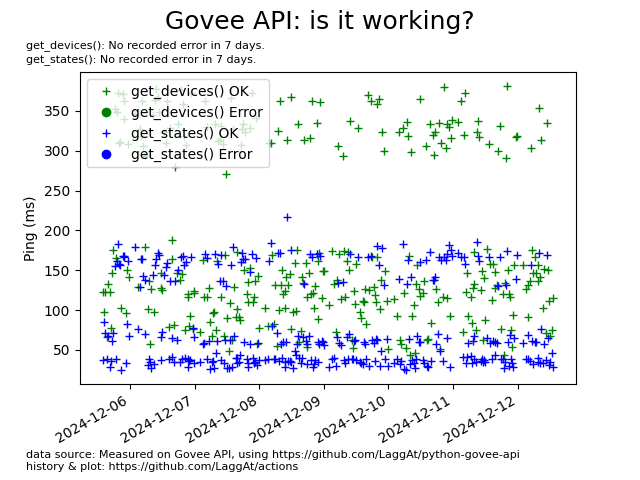 Govee API: is it working?
get_devices(): No recorded error in 7 days.
get_states(): No recorded error in 7 days.
get_devices() OK
get_devices() Error
get_states() OK
get_states() Error
Ping (ms)
350
300
250
200
150
100
50
2024-12-06
2024-12-07
2024-12-08
2024-12-09
2024-12-10
2024-12-11
2024-12-12
data source: Measured on Govee API, using https://github.com/LaggAt/python-govee-api
history & plot: https://github.com/LaggAt/actions